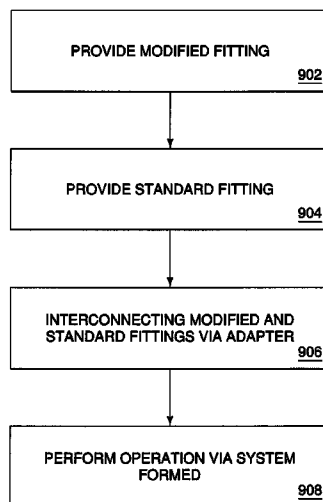 PROVIDE MODIFIED FITTING
902
PROVIDE STANDARD FITTING
904
INTERCONNECTING MODIFIED AND
STANDARD FITTINGS VIA ADAPTER
906
PERFORM OPERATION VIA SYSTEM
FORMED
908